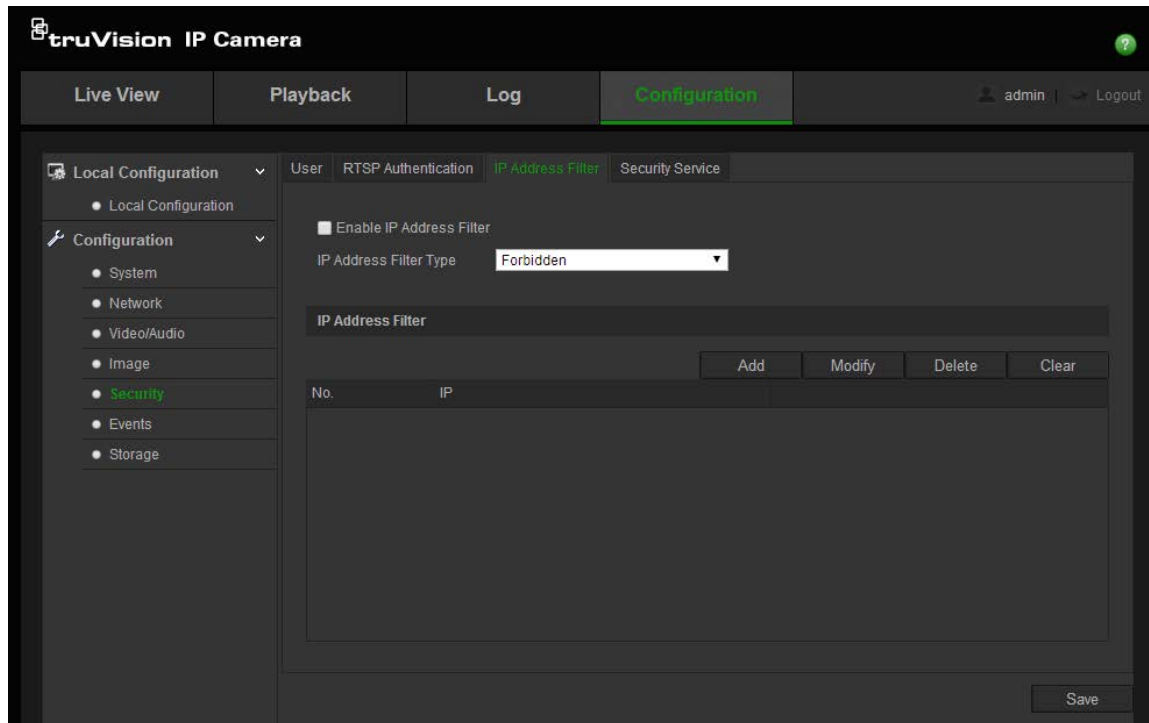 truVision IP Camera
?
Live View Playback Log Configuration admin | Logout
Local Configuration
Local Configuration
Configuration
System
Network
Video/Audio
Image
Security
Events
Storage
User RTSP Authentication IP Address Filter Security Service
Enable IP Address Filter
IP Address Filter Type Forbidden
IP Address Filter
Add Modify Delete Clear
No. IP
Save